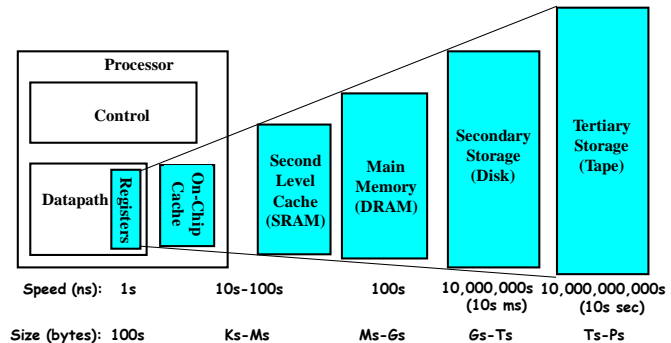 Processor
Control
Datapath
Registers
On-Chip
Cache
Second
Level
Cache
(SRAM)
Main
Memory
(DRAM)
Secondary
Storage
(Disk)
Tertiary
Storage
(Tape)
Speed (ns): 1s 10s-100s 100s 10,000,000s 10,000,000,000s
(10s ms) (10s sec)
Size (bytes): 100s Ks-Ms Ms-Gs Gs-Ts Ts-Ps